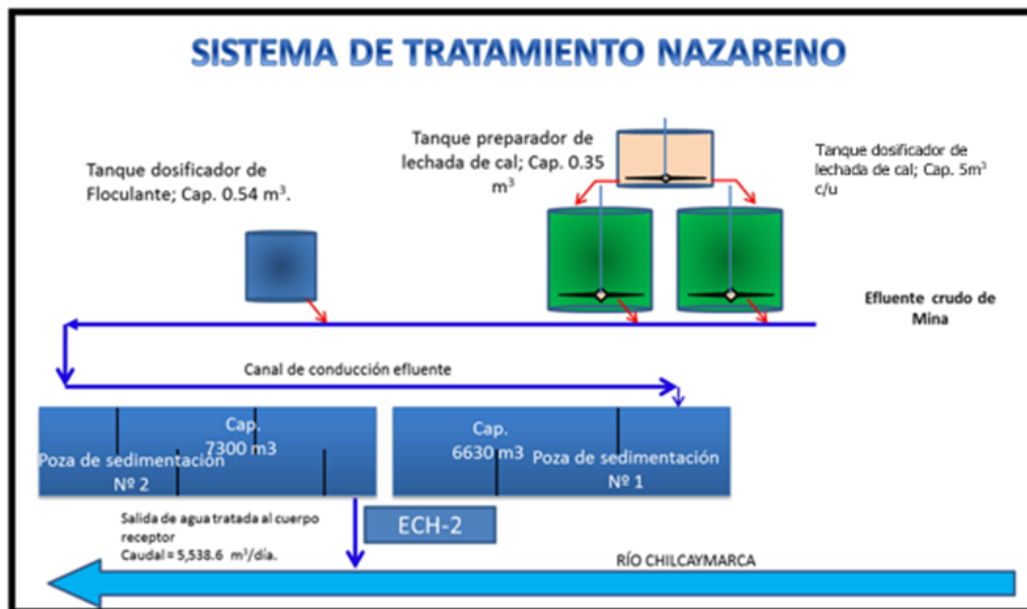 SISTEMA DE TRATAMIENTO NAZARENO
Tanque preparador de
lechada de cal; Cap. 0.35
m³
Tanque dosificador de
lechada de cal; Cap. 5m³
c/u
Tanque dosificador de
Floculante; Cap. 0.54 m³.
Efluente crudo de
Mina
Canal de conducción efluente
Cap.
7300 m3
Poza de sedimentación
Nº 2
Cap.
6630 m3
Poza de sedimentación
Nº 1
Salida de agua tratada al cuerpo
receptor
Caudal = 5,538.6 m³/día.
ECH-2
RÍO CHILCAYMARCA